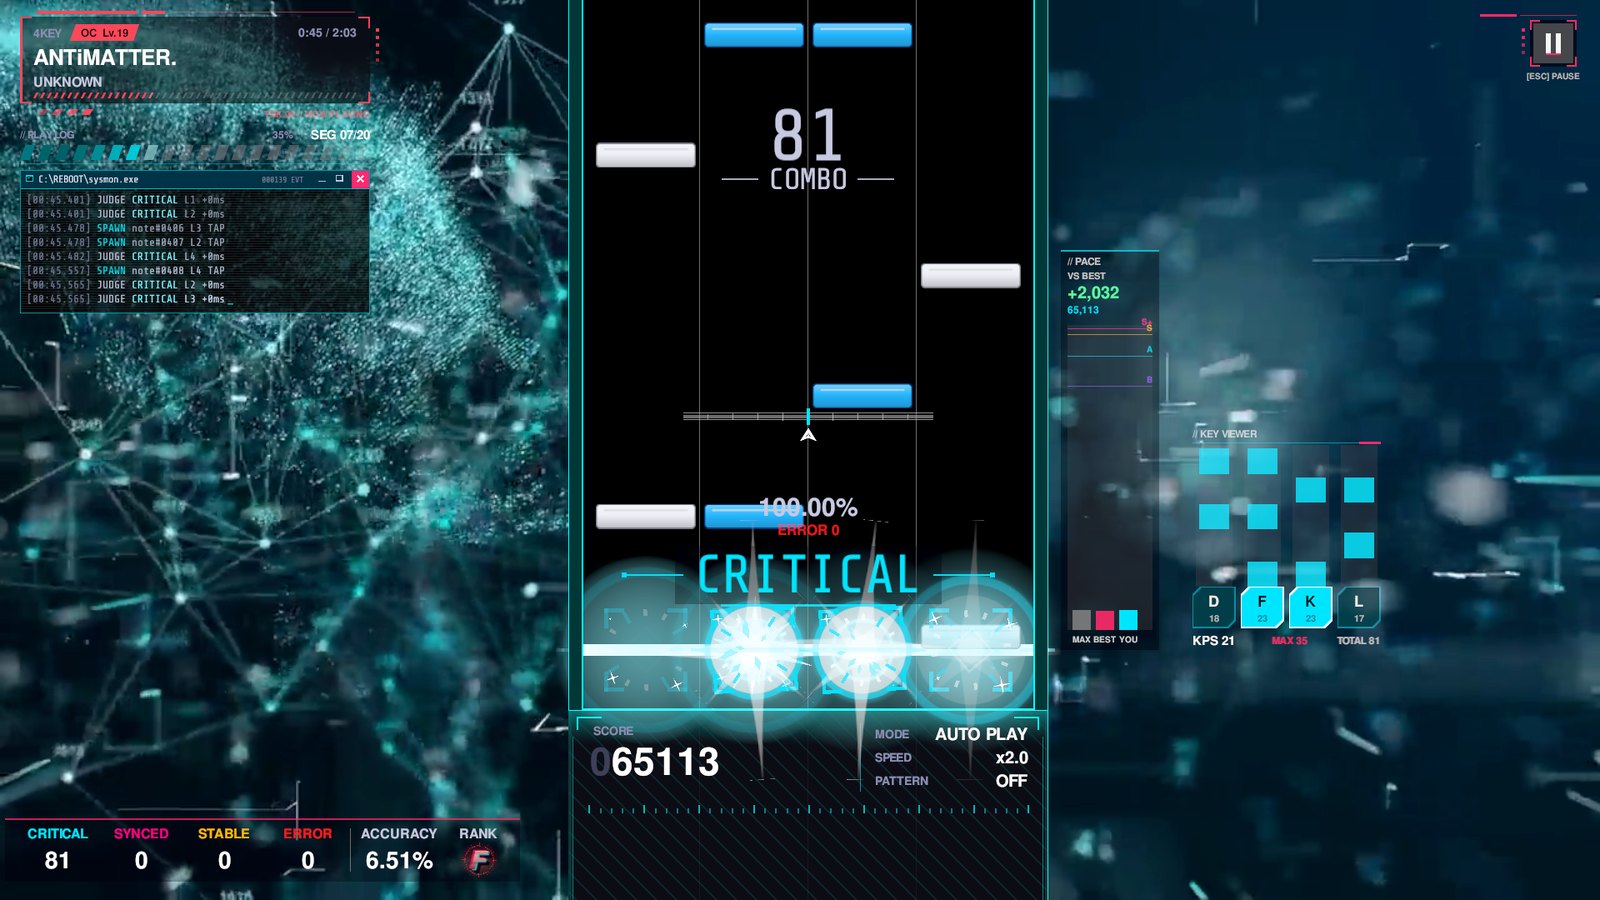 4KEY OC Lv.19 0:45 / 2:03
ANTiMATTER.
UNKNOWN
// PLAY LOG 35% SEG 07/20
C:\REBOOT\sysmon.exe 000139 EVT
[00:45.401] JUDGE CRITICAL L1 +0ms
[00:45.401] JUDGE CRITICAL L2 +0ms
[00:45.478] SPAWN note#0406 L3 TAP
[00:45.478] SPAWN note#0407 L2 TAP
[00:45.482] JUDGE CRITICAL L4 +0ms
[00:45.557] SPAWN note#0408 L4 TAP
[00:45.565] JUDGE CRITICAL L2 +0ms
[00:45.565] JUDGE CRITICAL L3 +0ms_
81
COMBO
100.00%
ERROR 0
CRITICAL
SCORE
065113
MODE AUTO PLAY
SPEED x2.0
PATTERN OFF
[ESC] PAUSE
// PACE
VS BEST
+2,032
65,113
S
A
B
MAX BEST YOU
// KEY VIEWER
D F K L
18 23 23 17
KPS 21 MAX 35 TOTAL 81
CRITICAL SYNCED STABLE ERROR ACCURACY RANK
81 0 0 0 6.51% F